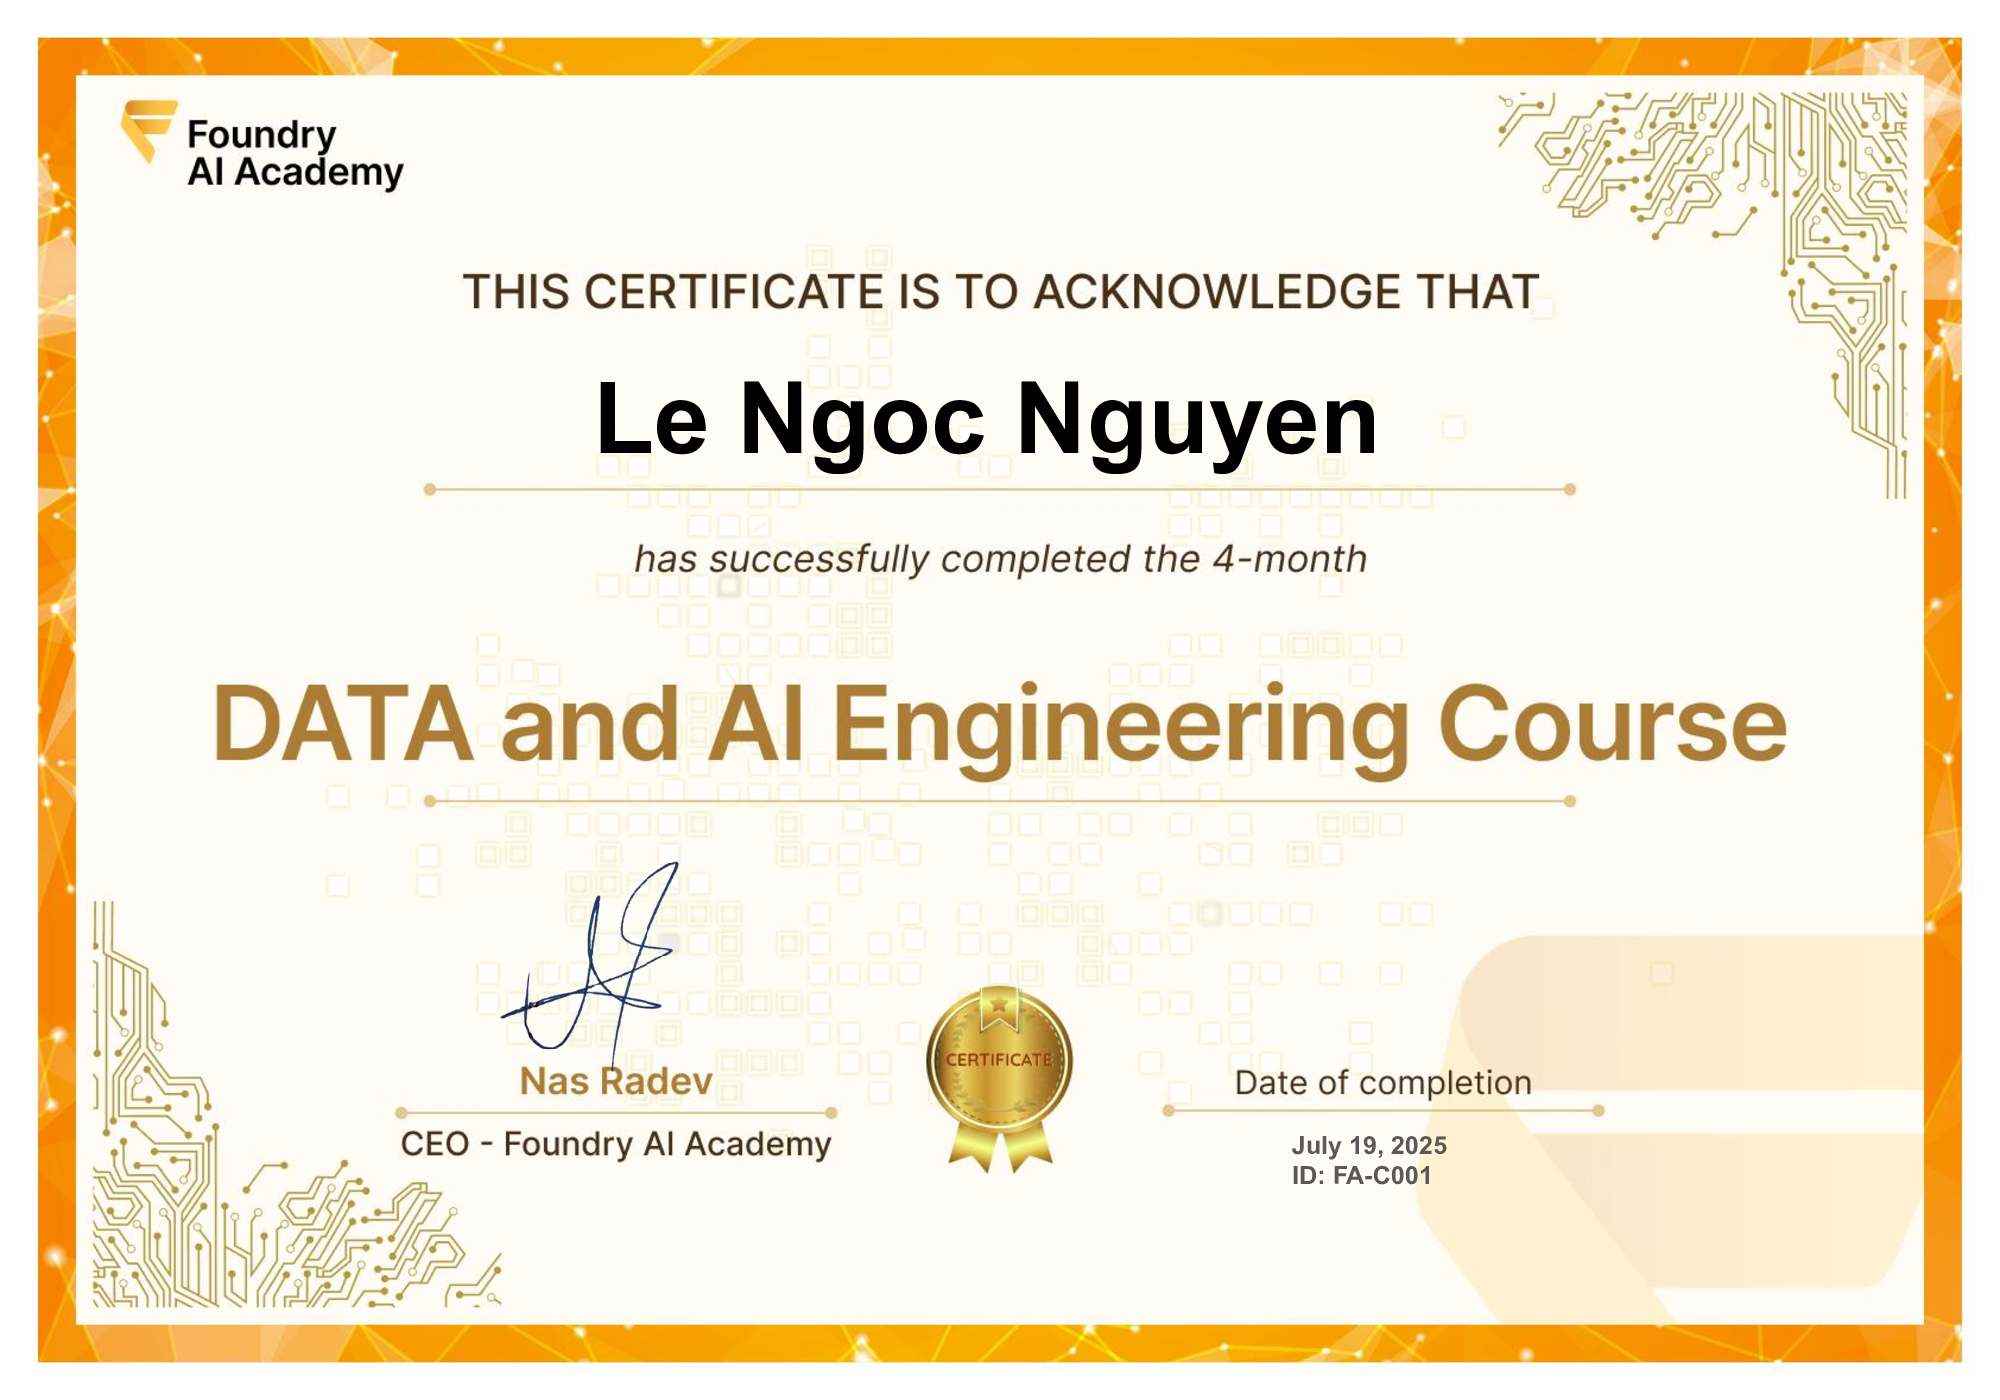 Foundry
AI Academy
THIS CERTIFICATE IS TO ACKNOWLEDGE THAT
Le Ngoc Nguyen
has successfully completed the 4-month
DATA and AI Engineering Course
Nas Radev
CEO - Foundry AI Academy
CERTIFICATE
Date of completion
July 19, 2025
ID: FA-C001